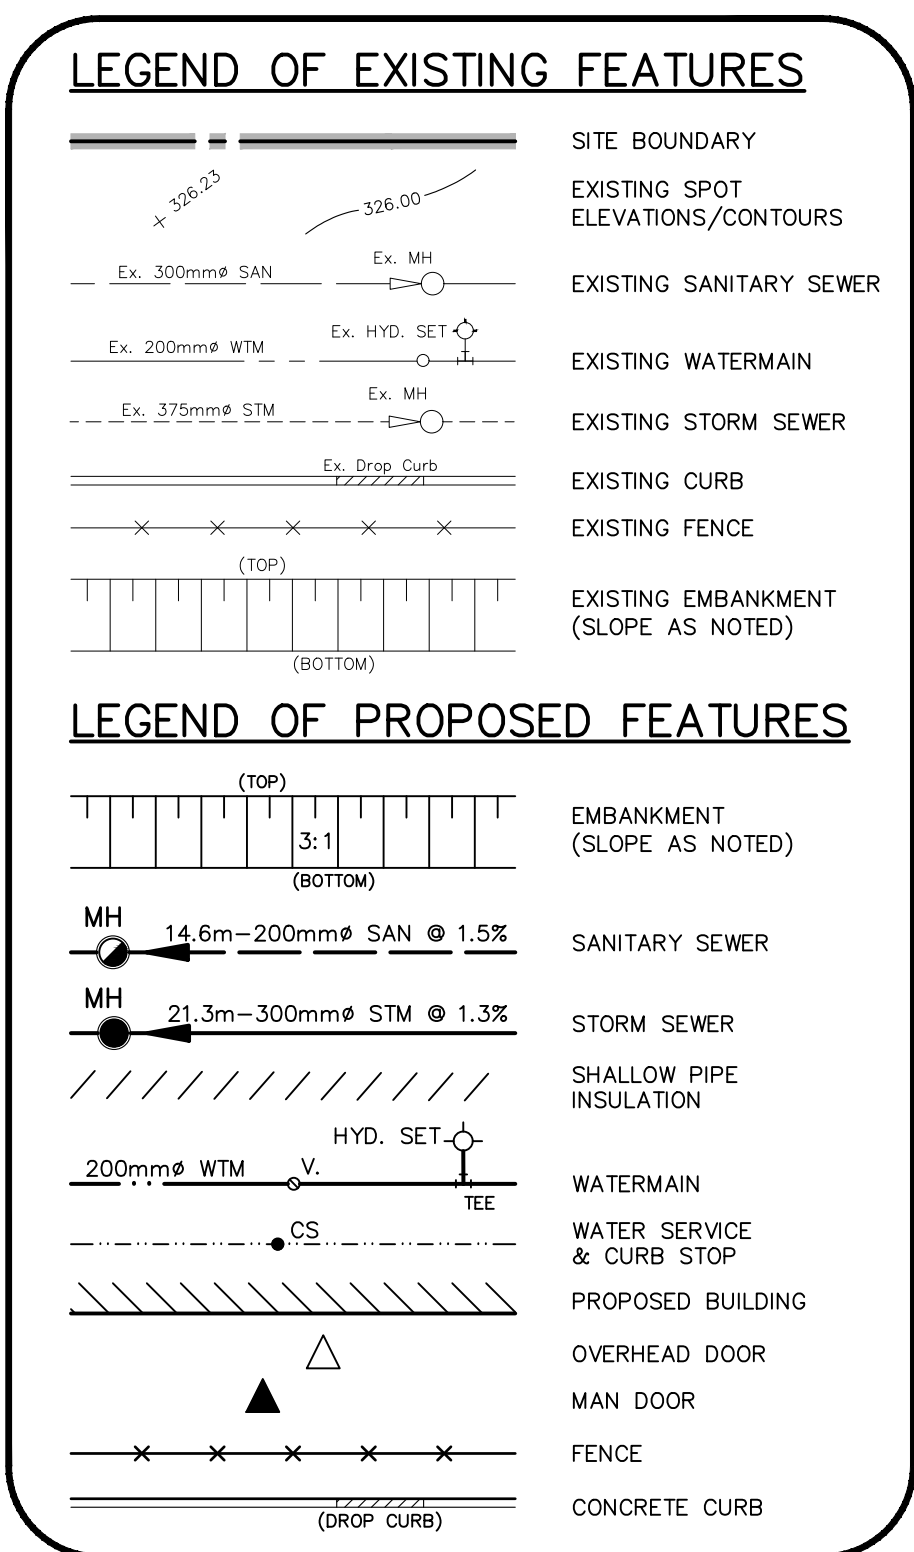 LEGEND OF EXISTING FEATURES
SITE BOUNDARY
326.23
326.00
EXISTING SPOT
ELEVATIONS/CONTOURS
Ex. 300mmø SAN
Ex. MH
EXISTING SANITARY SEWER
Ex. 200mmø WTM
Ex. HYD. SET
EXISTING WATERMAIN
Ex. 375mmø STM
Ex. MH
EXISTING STORM SEWER
Ex. Drop Curb
EXISTING CURB
EXISTING FENCE
(TOP)
(BOTTOM)
EXISTING EMBANKMENT
(SLOPE AS NOTED)
LEGEND OF PROPOSED FEATURES
(TOP)
3:1
(BOTTOM)
EMBANKMENT
(SLOPE AS NOTED)
MH
14.6m-200mmø SAN @ 1.5%
SANITARY SEWER
MH
21.3m-300mmø STM @ 1.3%
STORM SEWER
SHALLOW PIPE
INSULATION
HYD. SET
200mmø WTM
V.
TEE
WATERMAIN
CS
WATER SERVICE
& CURB STOP
PROPOSED BUILDING
OVERHEAD DOOR
MAN DOOR
FENCE
CONCRETE CURB
(DROP CURB)